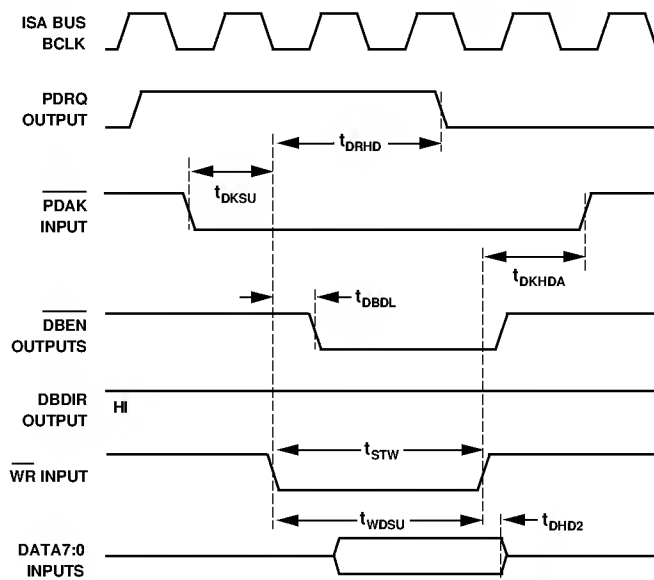 ISA BUS
BCLK
PDRQ
OUTPUT
tDRHD
tDKSU
PDAK
INPUT
tDKHDA
tDBDL
DBEN
OUTPUTS
DBDIR
OUTPUT
HI
tSTW
WR INPUT
tWDSU
tDHD2
DATA7:0
INPUTS